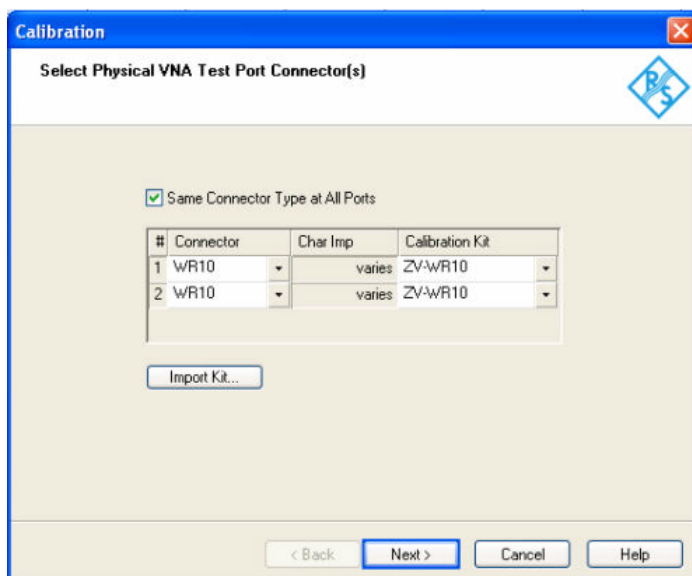 Calibration
Select Physical VNA Test Port Connector(s)
R S
Same Connector Type at All Ports
# Connector Char Imp Calibration Kit
1 WR10 varies ZV-WR10
2 WR10 varies ZV-WR10
Import Kit...
< Back Next > Cancel Help